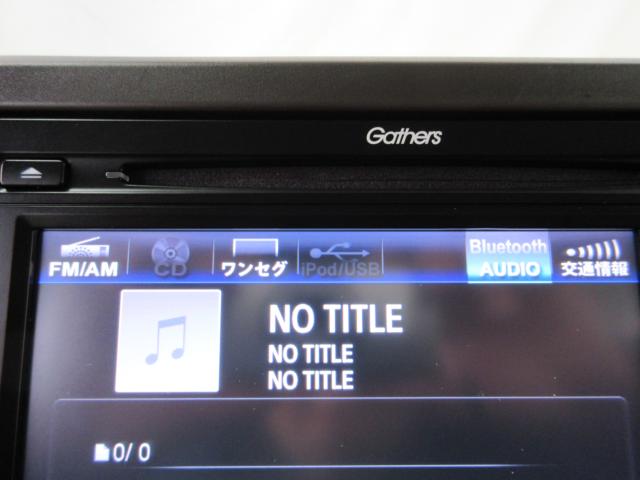 Gathers
FM/AM
CD
ワンセグ
iPod/USB
Bluetooth
AUDIO
交通情報
NO TITLE
NO TITLE
NO TITLE
0/ 0